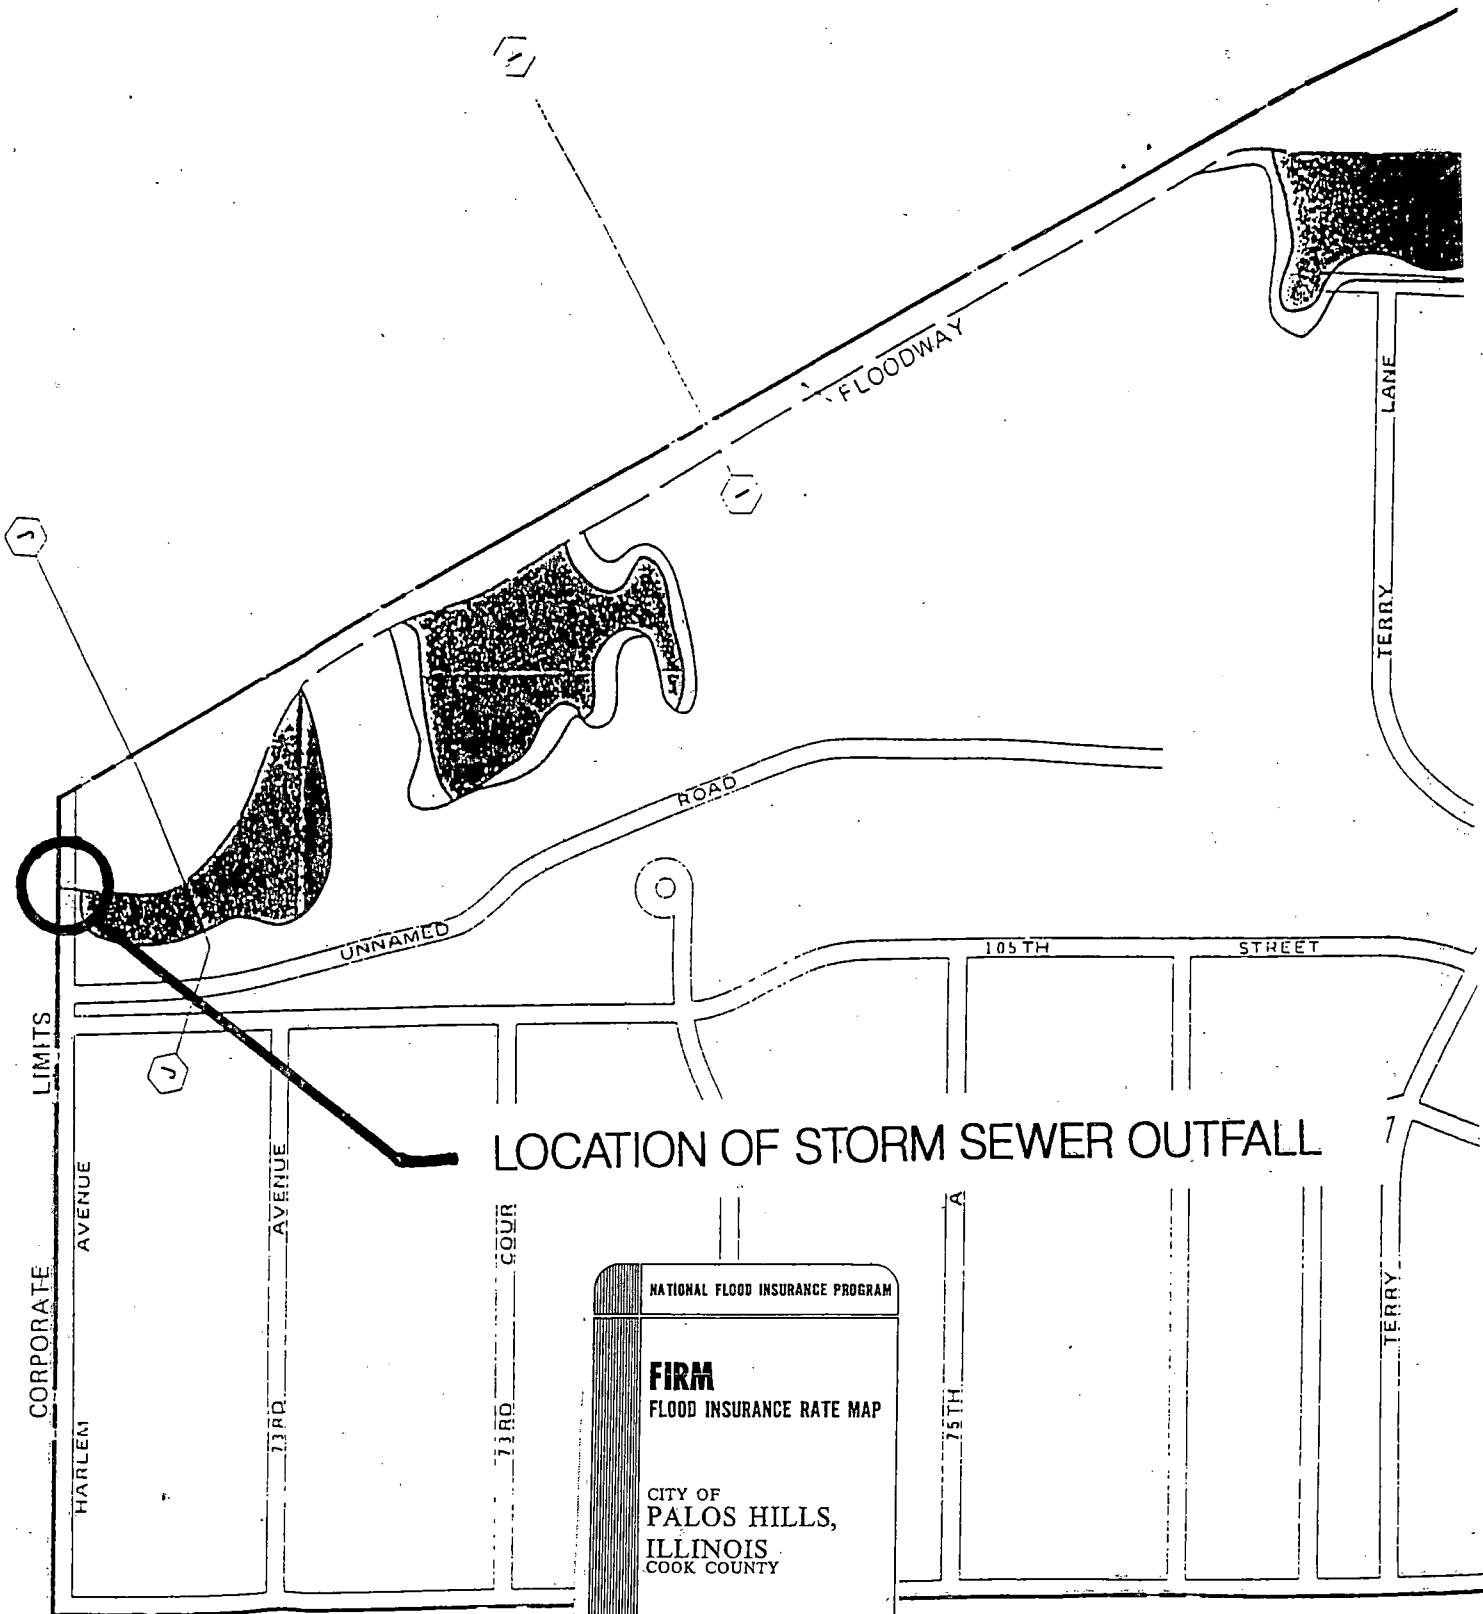 FLOODWAY
LANE
TERRY
ROAD
UNNAMED
105TH STREET
LIMITS
J
LOCATION OF STORM SEWER OUTFALL
AVENUE
AVENUE
COUR
A
CORPORATE
HARLEM
73RD
73RD
75TH
TERRY
NATIONAL FLOOD INSURANCE PROGRAM
FIRM
FLOOD INSURANCE RATE MAP
CITY OF
PALOS HILLS,
ILLINOIS
COOK COUNTY